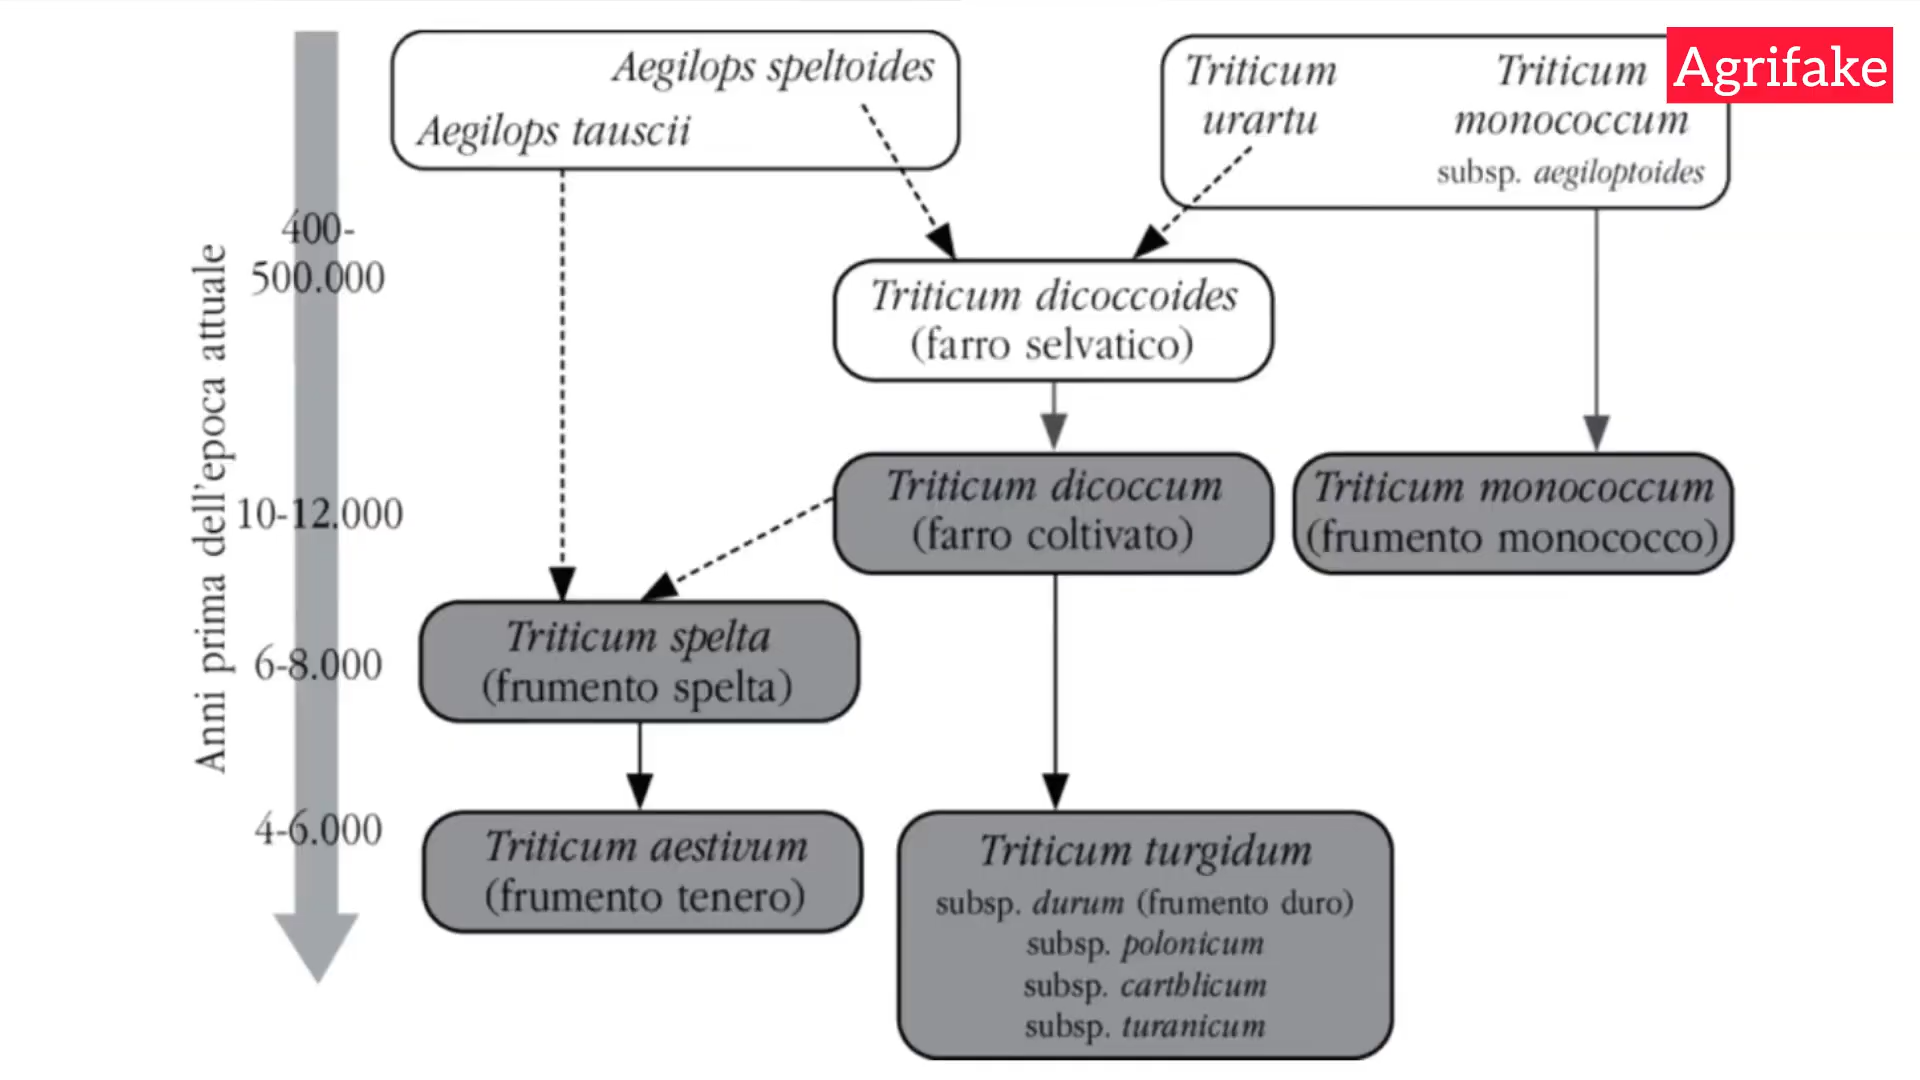 Agrifake
Aegilops speltoides
Aegilops tauscii
Triticum
urartu
Triticum
monococcum
subsp. aegiloptoides
Anni prima dell'epoca attuale
400-
500.000
10-12.000
6-8.000
4-6.000
Triticum dicoccoides
(farro selvatico)
Triticum dicoccum
(farro coltivato)
Triticum monococcum
(frumento monococco)
Triticum spelta
(frumento spelta)
Triticum aestivum
(frumento tenero)
Triticum turgidum
subsp. durum (frumento duro)
subsp. polonicum
subsp. carthlicum
subsp. turanicum